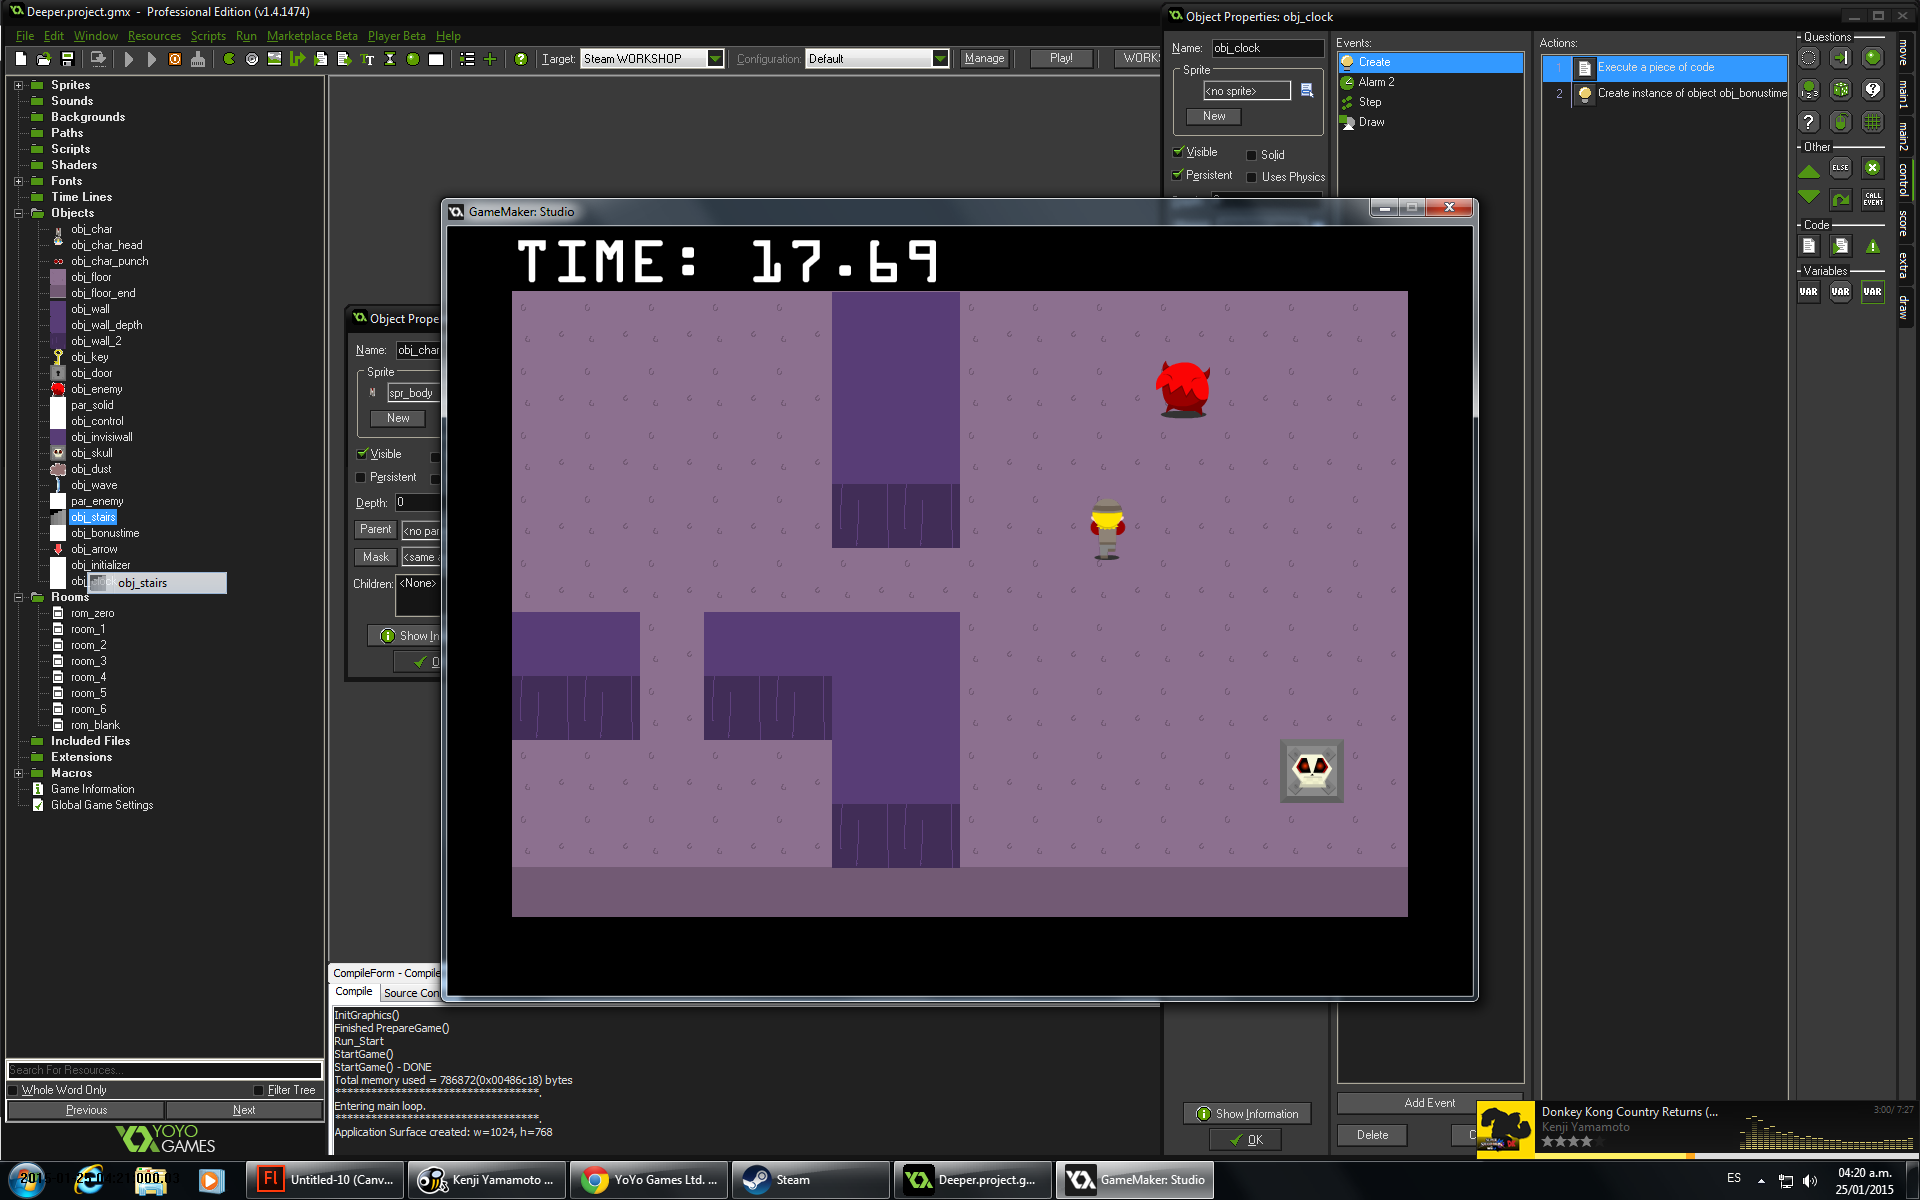 Deeper.project.gmx - Professional Edition (v1.4.1474)
File Edit Window Resources Scripts Run Marketplace Beta Player Beta Help
Target: Steam WORKSHOP Configuration: Default Manage Play! WORK
Sprites
Sounds
Backgrounds
Paths
Scripts
Shaders
Fonts
Time Lines
Objects
obj_char
obj_char_head
obj_char_punch
obj_floor
obj_floor_end
obj_wall
obj_wall_depth
obj_wall_2
obj_key
obj_door
obj_enemy
par_solid
obj_control
obj_invisiwall
obj_skull
obj_dust
obj_wave
par_enemy
obj_stairs
obj_bonustime
obj_arrow
obj_initializer
obj_stairs
Rooms
rom_zero
room_1
room_2
room_3
room_4
room_5
room_6
rom_blank
Included Files
Extensions
Macros
Game Information
Global Game Settings
Search For Resources...
Whole Word Only Filter Tree
Previous Next
YOYO
GAMES
Object Prope
Name: obj_char
Sprite
spr_body
New
Visible
Persistent
Depth: 0
Parent <no par
Mask <same a
Children: <None>
Show In
O
GameMaker: Studio
TIME: 17.69
CompileForm - Compile
Compile Source Con
InitGraphics()
Finished PrepareGame()
Run_Start
StartGame()
StartGame() - DONE
Total memory used = 786872(0x00486c18) bytes
***********************************.
Entering main loop.
***********************************.
Application Surface created: w=1024, h=768
Object Properties: obj_clock
Name: obj_clock
Sprite
<no sprite>
New
Visible Solid
Persistent Uses Physics
Show Information
OK
Events:
Create
Alarm 2
Step
Draw
Add Event
Delete C
Actions:
1 Execute a piece of code
2 Create instance of object obj_bonustime
Questions
Other
ELSE
CALL
EVENT
Code
Variables
VAR VAR VAR
move
main1
main2
control
score
extra
draw
Donkey Kong Country Returns (...
3:00/ 7:27
Kenji Yamamoto
Untitled-10 (Canv...
Kenji Yamamoto ...
YoYo Games Ltd. ...
Steam
Deeper.project.g...
GameMaker: Studio
ES
04:20 a.m.
25/01/2015